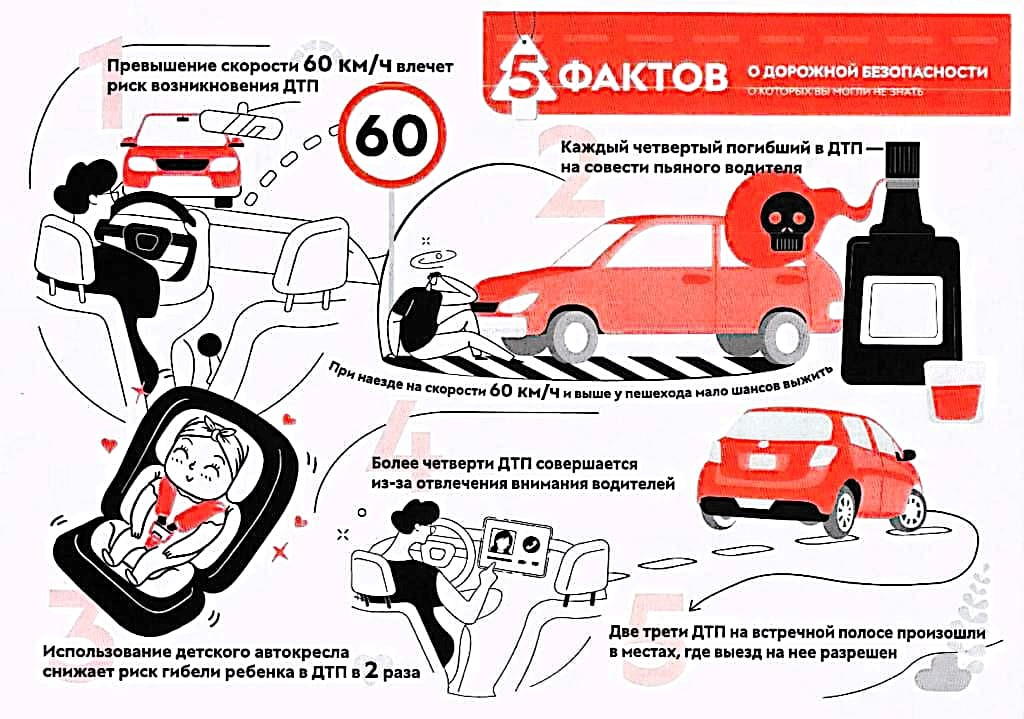 5 ФАКТОВ
О ДОРОЖНОЙ БЕЗОПАСНОСТИ
О КОТОРЫХ ВЫ МОГЛИ НЕ ЗНАТЬ
1
Превышение скорости 60 КМ/Ч влечет
риск возникновения ДТП
60
2
Каждый четвертый погибший в ДТП —
на совести пьяного водителя
При наезде на скорости 60 КМ/Ч и выше у пешехода мало шансов выжить
3
Использование детского автокресла
снижает риск гибели ребенка в ДТП в 2 раза
4
Более четверти ДТП совершается
из-за отвлечения внимания водителей
5
Две трети ДТП на встречной полосе произошли
в местах, где выезд на нее разрешен